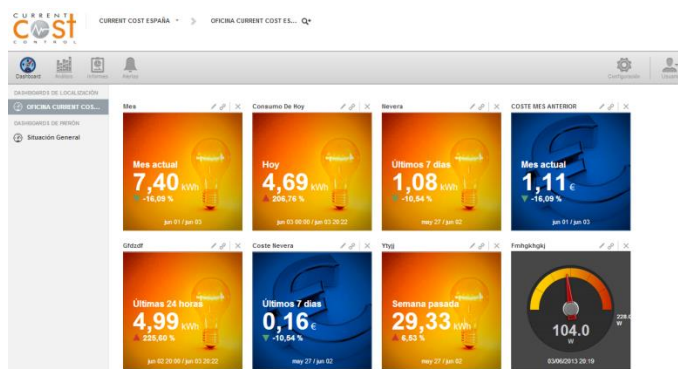 CURRENT
COST
CONTROL
CURRENT COST ESPAÑA
OFICINA CURRENT COST ES...
Dashboard
Análisis
Informes
Alertas
Configuración
Usuario
DASHBOARDS DE LOCALIZACIÓN
OFICINA CURRENT COS...
DASHBOARDS DE PATRÓN
Situación General
Mes
Mes actual
7,40 kWh
-16,09 %
jun 01 / jun 03
Consumo De Hoy
Hoy
4,69 kWh
206,76 %
jun 03 00:00 / jun 03 20:22
Nevera
Últimos 7 días
1,08 kWh
-10,54 %
may 27 / jun 02
COSTE MES ANTERIOR
Mes actual
1,11 €
-16,09 %
jun 01 / jun 03
Gfdzdf
Últimas 24 horas
4,99 kWh
225,60 %
jun 02 20:00 / jun 03 20:22
Coste Nevera
Últimos 7 días
0,16 €
-10,54 %
may 27 / jun 02
Ytyjj
Semana pasada
29,33 kWh
6,53 %
may 27 / jun 02
Fmhgkhgkj
104.0
W
W
03/06/2013 20:19